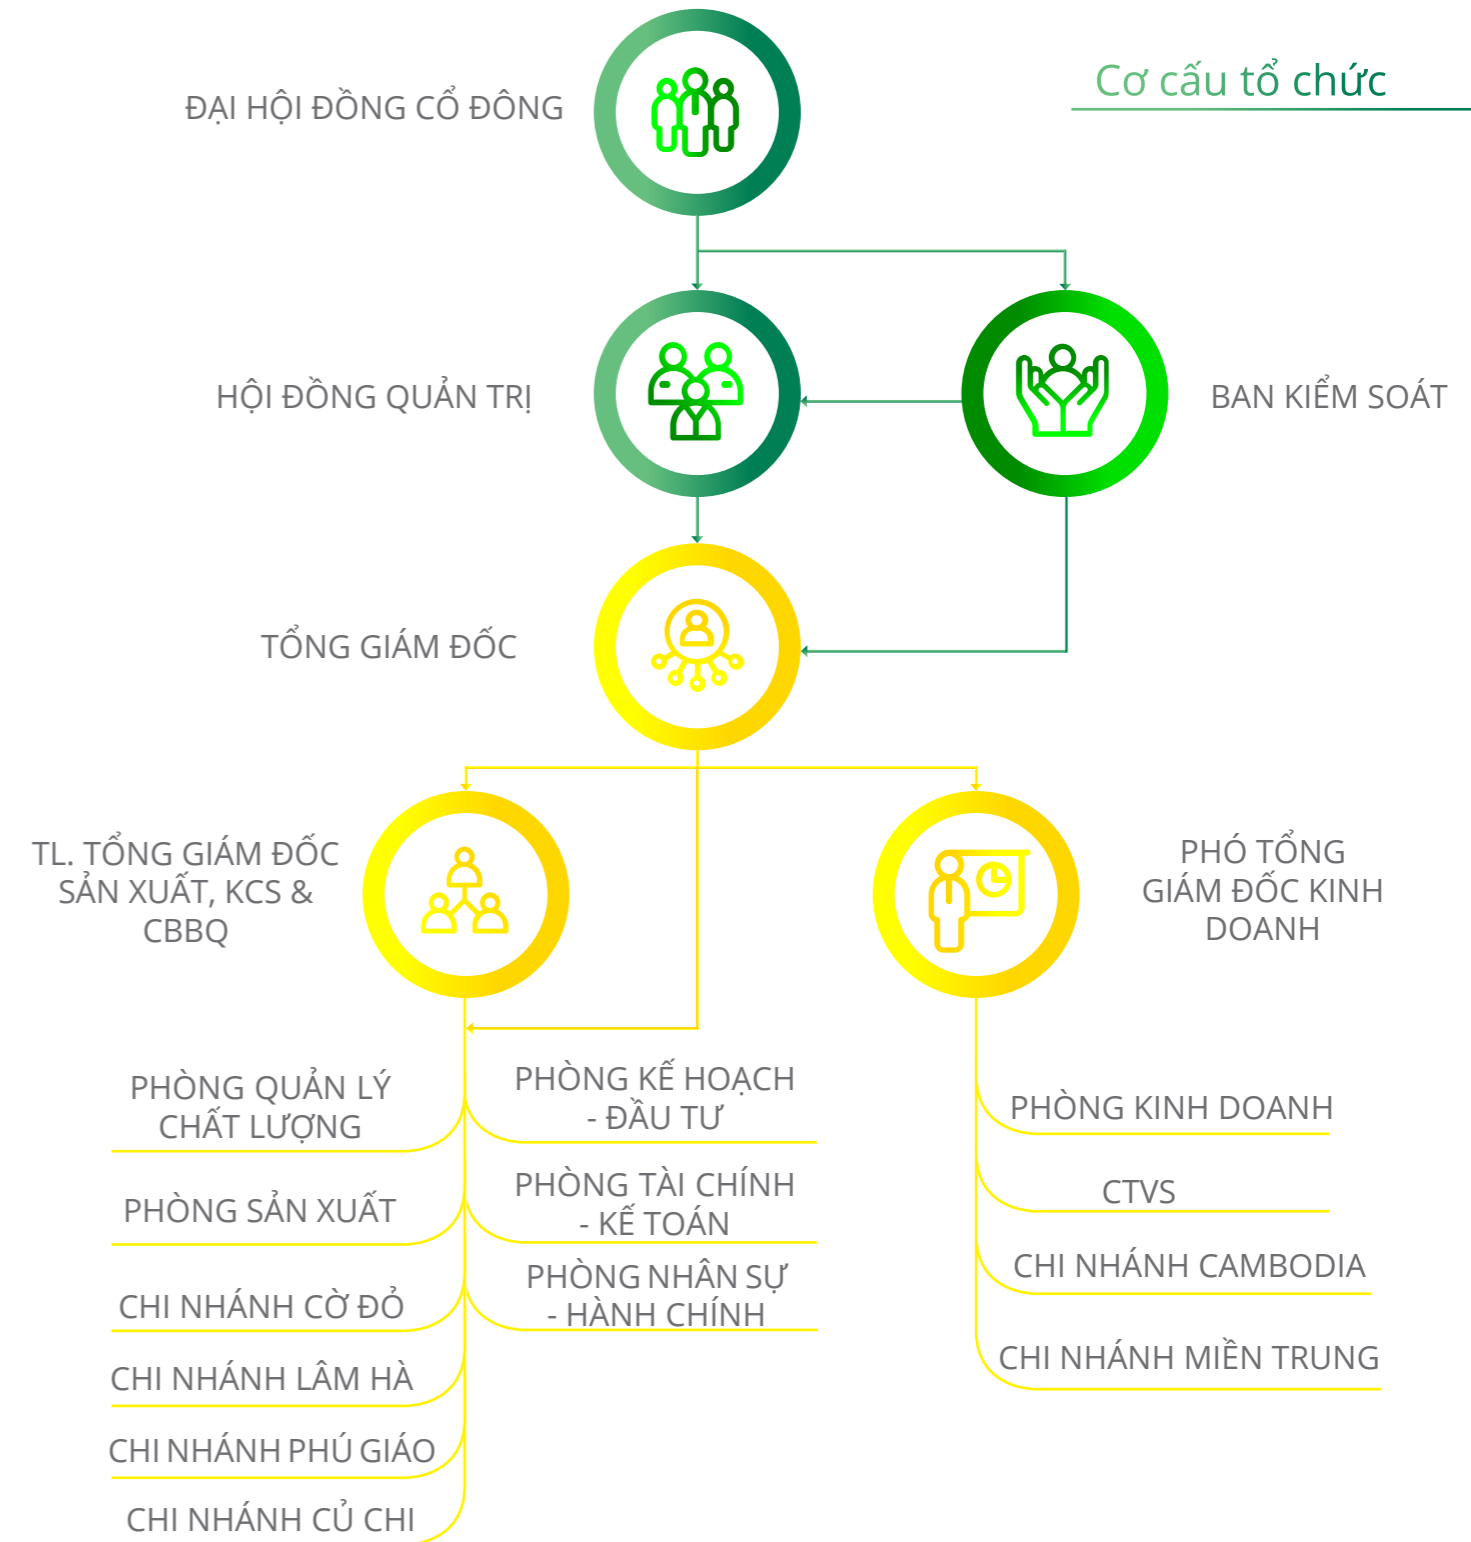 Cơ cấu tổ chức
ĐẠI HỘI ĐỒNG CỔ ĐÔNG
HỘI ĐỒNG QUẢN TRỊ
BAN KIỂM SOÁT
TỔNG GIÁM ĐỐC
TL. TỔNG GIÁM ĐỐC
SẢN XUẤT, KCS &
CBBQ
PHÓ TỔNG
GIÁM ĐỐC KINH
DOANH
PHÒNG QUẢN LÝ
CHẤT LƯỢNG
PHÒNG SẢN XUẤT
CHI NHÁNH CỜ ĐỎ
CHI NHÁNH LÂM HÀ
CHI NHÁNH PHÚ GIÁO
CHI NHÁNH CỦ CHI
PHÒNG KẾ HOẠCH
- ĐẦU TƯ
PHÒNG TÀI CHÍNH
- KẾ TOÁN
PHÒNG NHÂN SỰ
- HÀNH CHÍNH
PHÒNG KINH DOANH
CTVS
CHI NHÁNH CAMBODIA
CHI NHÁNH MIỀN TRUNG